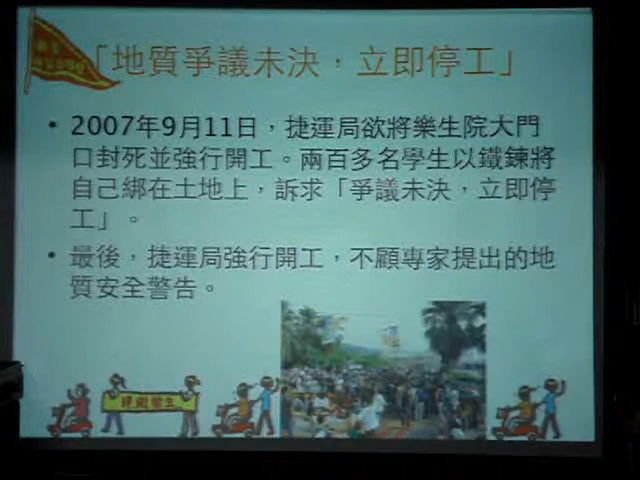 「地質爭議未決，立即停工」
• 2007年9月11日，捷運局欲將樂生院大門
口封死並強行開工。兩百多名學生以鐵鍊將
自己綁在土地上，訴求「爭議未決，立即停
工」。
• 最後，捷運局強行開工，不顧專家提出的地
質安全警告。